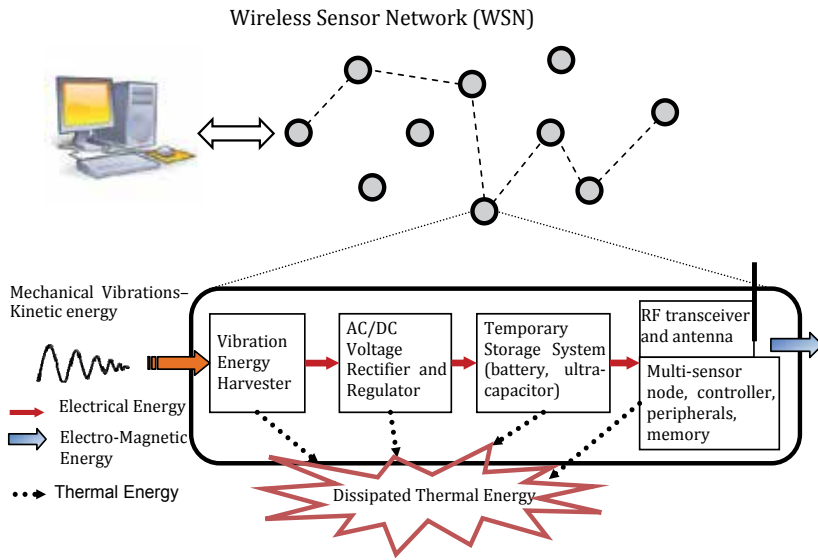 Wireless Sensor Network (WSN)
Mechanical Vibrations–
Kinetic energy
Electrical Energy
Electro-Magnetic
Energy
Thermal Energy
Vibration
Energy
Harvester
AC/DC
Voltage
Rectifier and
Regulator
Temporary
Storage System
(battery, ultra-
capacitor)
RF transceiver
and antenna
Multi-sensor
node, controller,
peripherals,
memory
Dissipated Thermal Energy